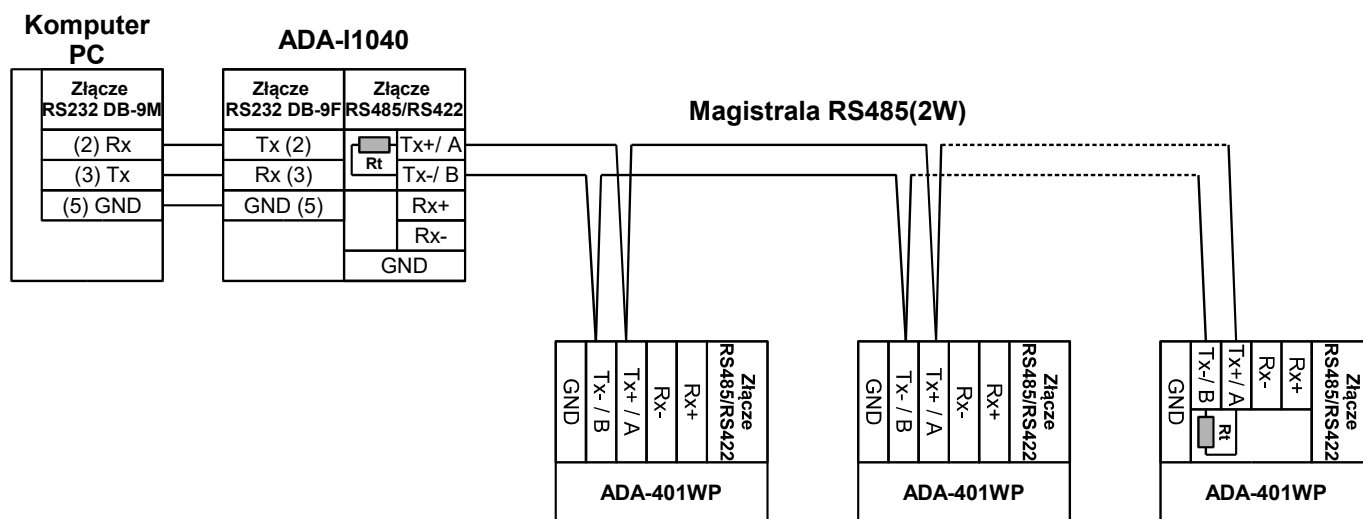 Komputer
PC
ADA-I1040
Złącze
RS232 DB-9M
Złącze
RS232 DB-9F
Złącze
RS485/RS422
Magistrala RS485(2W)
(2) Rx
Tx (2)
Tx+/ A
Rt
(3) Tx
Rx (3)
Tx-/ B
(5) GND
GND (5)
Rx+
Rx-
GND
GND
Tx- / B
Tx+ / A
Rx-
Rx+
Złącze
RS485/RS422
ADA-401WP
GND
Tx- / B
Tx+ / A
Rx-
Rx+
Złącze
RS485/RS422
ADA-401WP
GND
Tx-/ B
Tx+/ A
Rx-
Rx+
Rt
Złącze
RS485/RS422
ADA-401WP